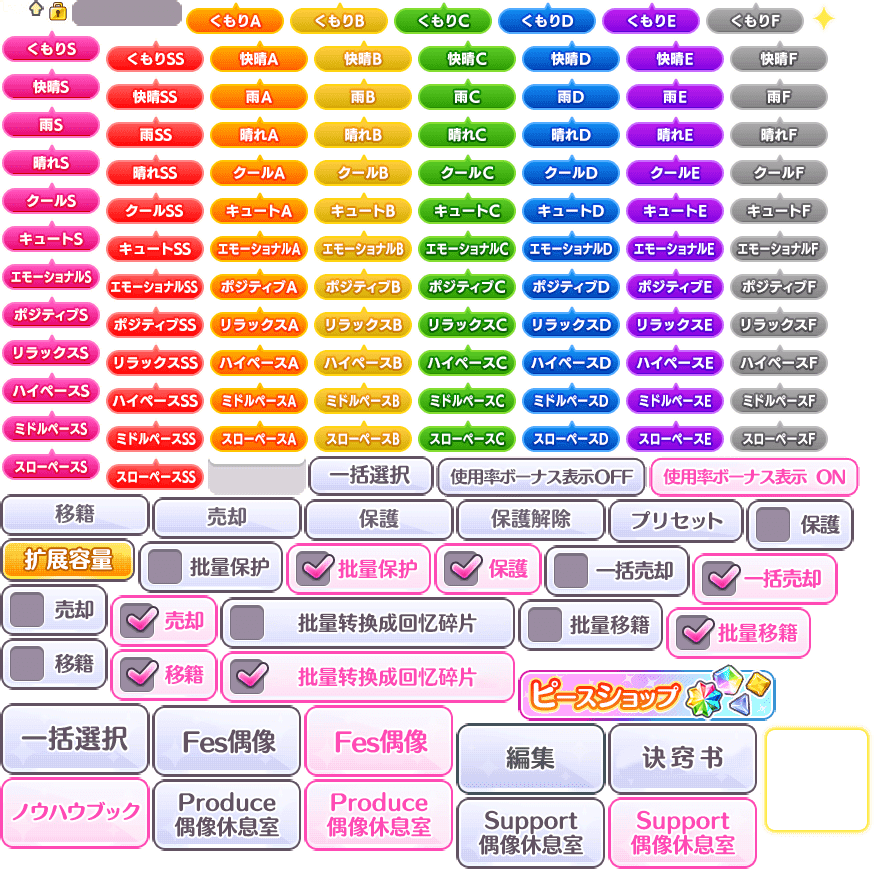 くもりA
くもりB
くもりC
くもりD
くもりE
くもりF
くもりS
くもりSS
快晴A
快晴B
快晴C
快晴D
快晴E
快晴F
快晴S
快晴SS
雨A
雨B
雨C
雨D
雨E
雨F
雨S
雨SS
晴れA
晴れB
晴れC
晴れD
晴れE
晴れF
晴れS
晴れSS
クールA
クールB
クールC
クールD
クールE
クールF
クールS
クールSS
キュートA
キュートB
キュートC
キュートD
キュートE
キュートF
キュートS
キュートSS
エモーショナルA
エモーショナルB
エモーショナルC
エモーショナルD
エモーショナルE
エモーショナルF
エモーショナルS
エモーショナルSS
ポジティブA
ポジティブB
ポジティブC
ポジティブD
ポジティブE
ポジティブF
ポジティブS
ポジティブSS
リラックスA
リラックスB
リラックスC
リラックスD
リラックスE
リラックスF
リラックスS
リラックスSS
ハイペースA
ハイペースB
ハイペースC
ハイペースD
ハイペースE
ハイペースF
ハイペースS
ハイペースSS
ミドルペースA
ミドルペースB
ミドルペースC
ミドルペースD
ミドルペースE
ミドルペースF
ミドルペースS
ミドルペースSS
スローペースA
スローペースB
スローペースC
スローペースD
スローペースE
スローペースF
スローペースS
スローペースSS
一括選択
使用率ボーナス表示OFF
使用率ボーナス表示 ON
移籍
売却
保護
保護解除
プリセット
保護
扩展容量
批量保护
批量保护
保護
一括売却
一括売却
売却
売却
批量转换成回忆碎片
批量移籍
批量移籍
移籍
移籍
批量转换成回忆碎片
ピースショップ
一括選択
Fes偶像
Fes偶像
編集
诀窍书
ノウハウブック
Produce
偶像休息室
Produce
偶像休息室
Support
偶像休息室
Support
偶像休息室